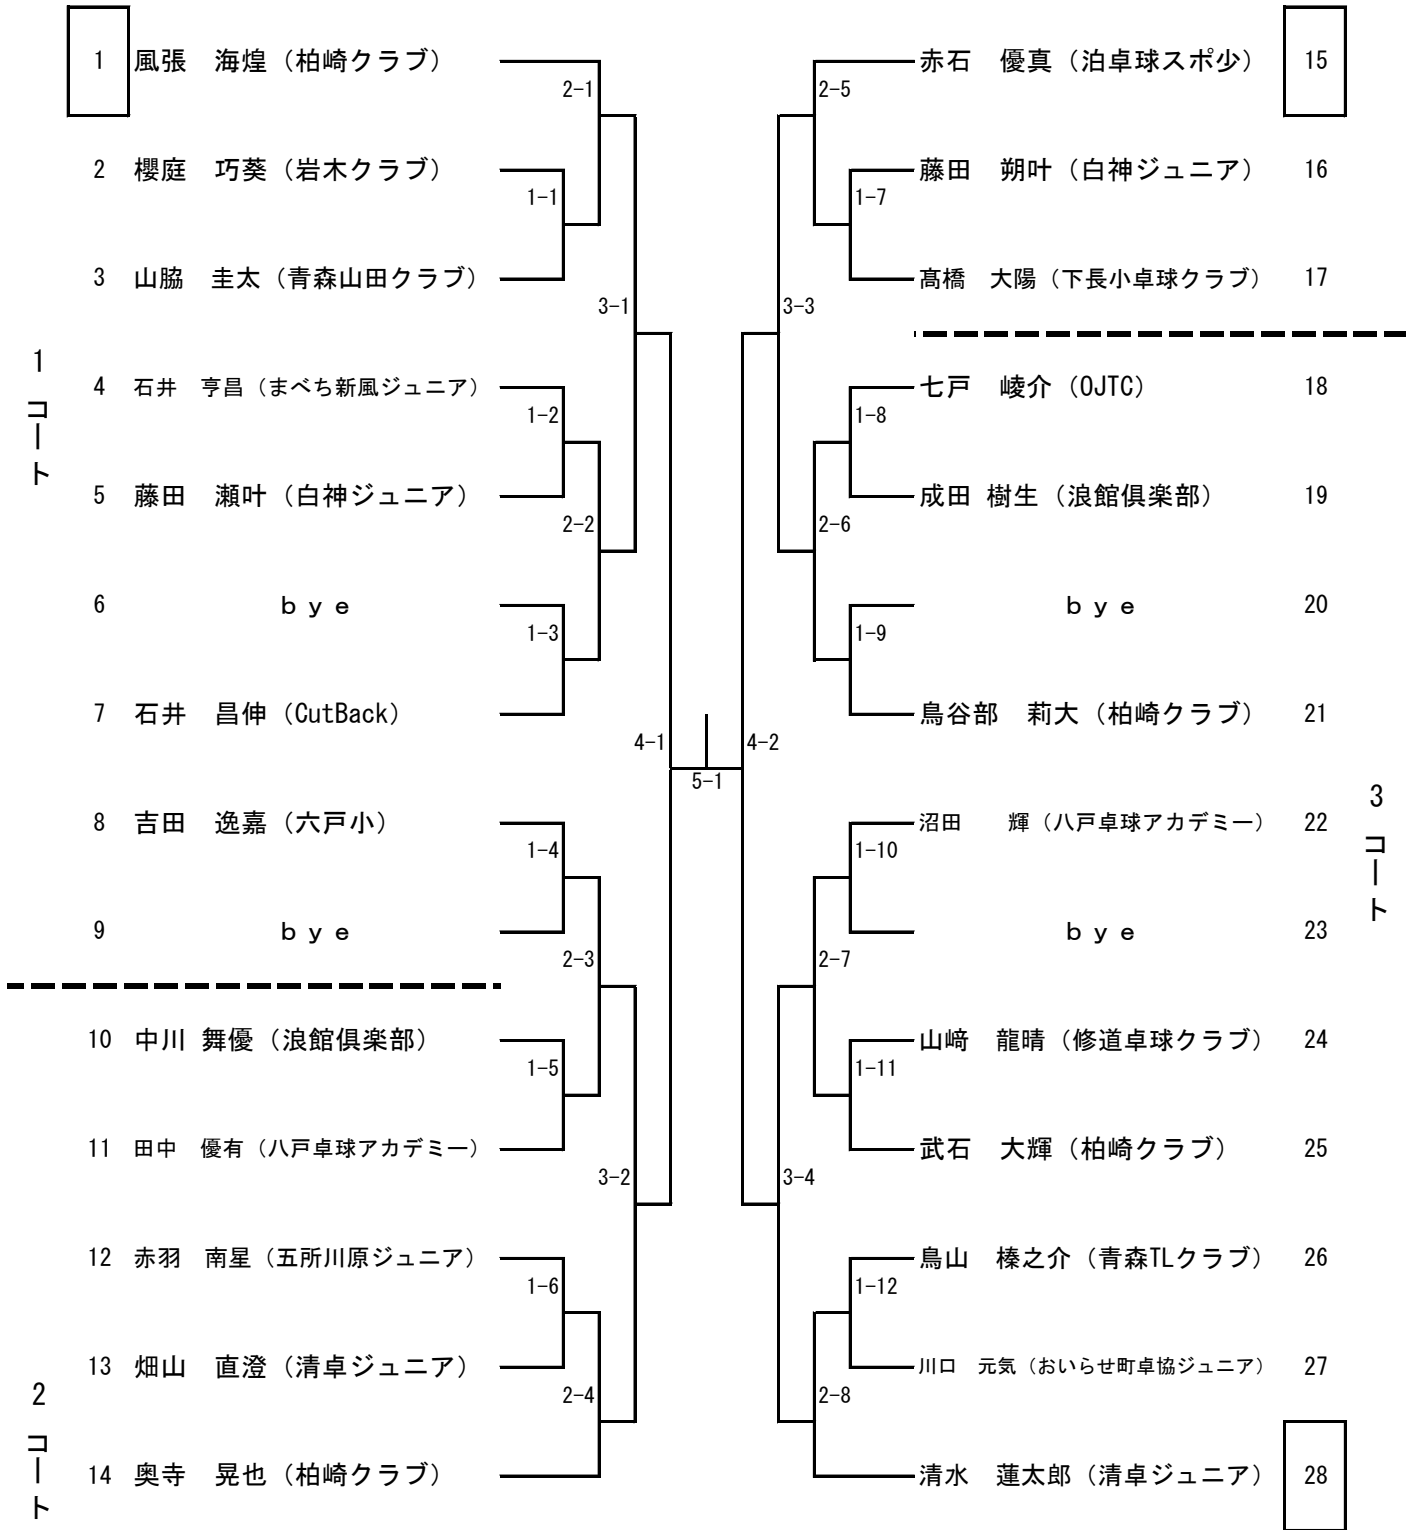 1 風張　海煌（柏崎クラブ）
2-1
2 櫻庭　巧葵（岩木クラブ）
1-1
3 山脇　圭太（青森山田クラブ）
3-1
1コート
4 石井　亨昌（まべち新風ジュニア）
1-2
5 藤田　瀬叶（白神ジュニア）
2-2
6 ｂｙｅ
1-3
7 石井　昌伸（CutBack）
4-1
8 吉田　逸嘉（六戸小）
1-4
9 ｂｙｅ
2-3
10 中川 舞優（浪館倶楽部）
1-5
11 田中　優有（八戸卓球アカデミー）
3-2
12 赤羽　南星（五所川原ジュニア）
1-6
13 畑山　直澄（清卓ジュニア）
2-4
2コート
14 奥寺　晃也（柏崎クラブ）
5-1
赤石　優真（泊卓球スポ少） 15
2-5
藤田　朔叶（白神ジュニア） 16
1-7
髙橋　大陽（下長小卓球クラブ） 17
3-3
七戸　崚介（OJTC） 18
1-8
成田 樹生（浪館倶楽部） 19
2-6
ｂｙｅ 20
1-9
鳥谷部　莉大（柏崎クラブ） 21
4-2
3コート
沼田　　輝（八戸卓球アカデミー） 22
1-10
ｂｙｅ 23
2-7
山﨑　龍晴（修道卓球クラブ） 24
1-11
武石　大輝（柏崎クラブ） 25
3-4
鳥山　榛之介（青森TLクラブ） 26
1-12
川口　元気（おいらせ町卓協ジュニア） 27
2-8
清水　蓮太郎（清卓ジュニア） 28